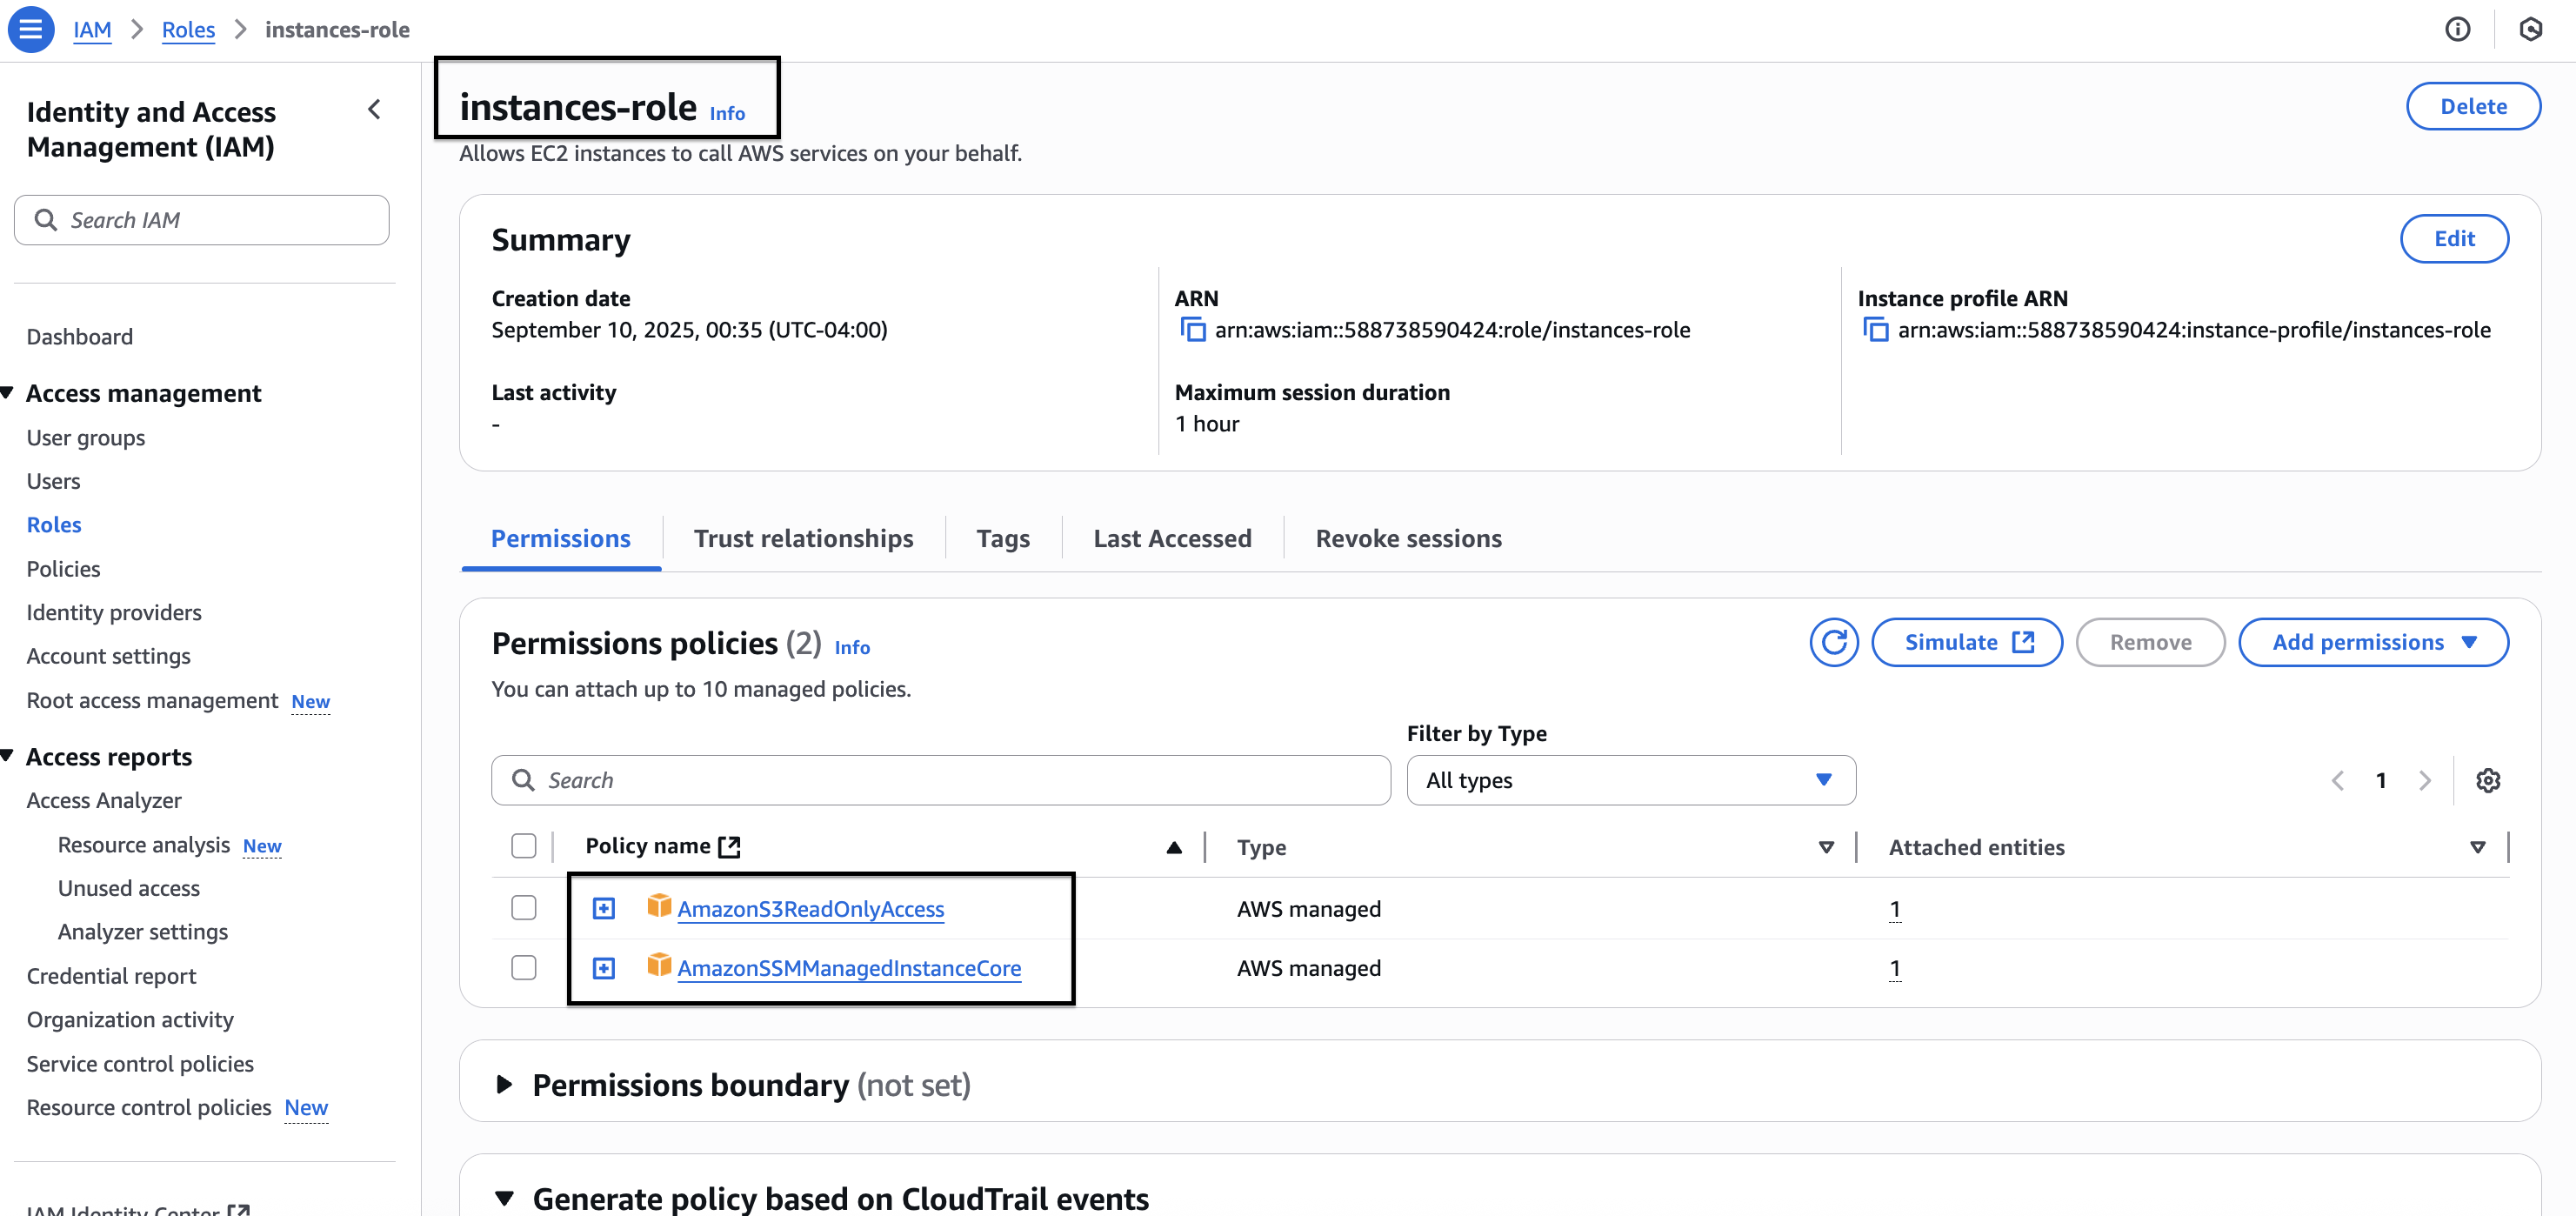 IAM > Roles > instances-role
Identity and Access
Management (IAM)
Search IAM
Dashboard
Access management
User groups
Users
Roles
Policies
Identity providers
Account settings
Root access management New
Access reports
Access Analyzer
Resource analysis New
Unused access
Analyzer settings
Credential report
Organization activity
Service control policies
Resource control policies New
IAM Identity Center
instances-role Info
Delete
Allows EC2 instances to call AWS services on your behalf.
Summary
Edit
Creation date
September 10, 2025, 00:35 (UTC-04:00)
ARN
arn:aws:iam::588738590424:role/instances-role
Instance profile ARN
arn:aws:iam::588738590424:instance-profile/instances-role
Last activity
-
Maximum session duration
1 hour
Permissions Trust relationships Tags Last Accessed Revoke sessions
Permissions policies (2) Info
Simulate Remove Add permissions
You can attach up to 10 managed policies.
Filter by Type
Search All types 1
Policy name Type Attached entities
AmazonS3ReadOnlyAccess AWS managed 1
AmazonSSMManagedInstanceCore AWS managed 1
Permissions boundary (not set)
Generate policy based on CloudTrail events